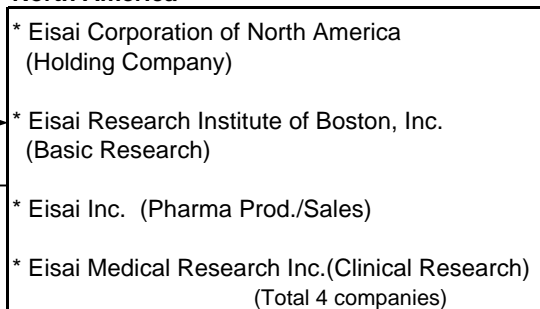 North America
* Eisai Corporation of North America
(Holding Company)
* Eisai Research Institute of Boston, Inc.
(Basic Research)
* Eisai Inc. (Pharma Prod./Sales)
* Eisai Medical Research Inc.(Clinical Research)
(Total 4 companies)